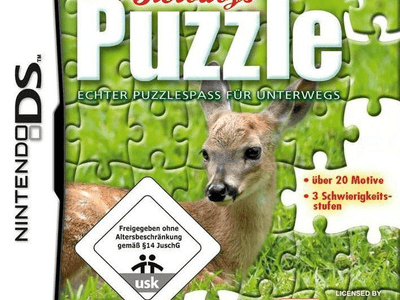 Puzzle
ECHTER PUZZLESPASS FÜR UNTERWEGS
NINTENDO DS™
• über 20 Motive
• 3 Schwierigkeits-
stufen
Freigegeben ohne
Altersbeschränkung
gemäß §14 JuSchG
usk
LICENSED BY